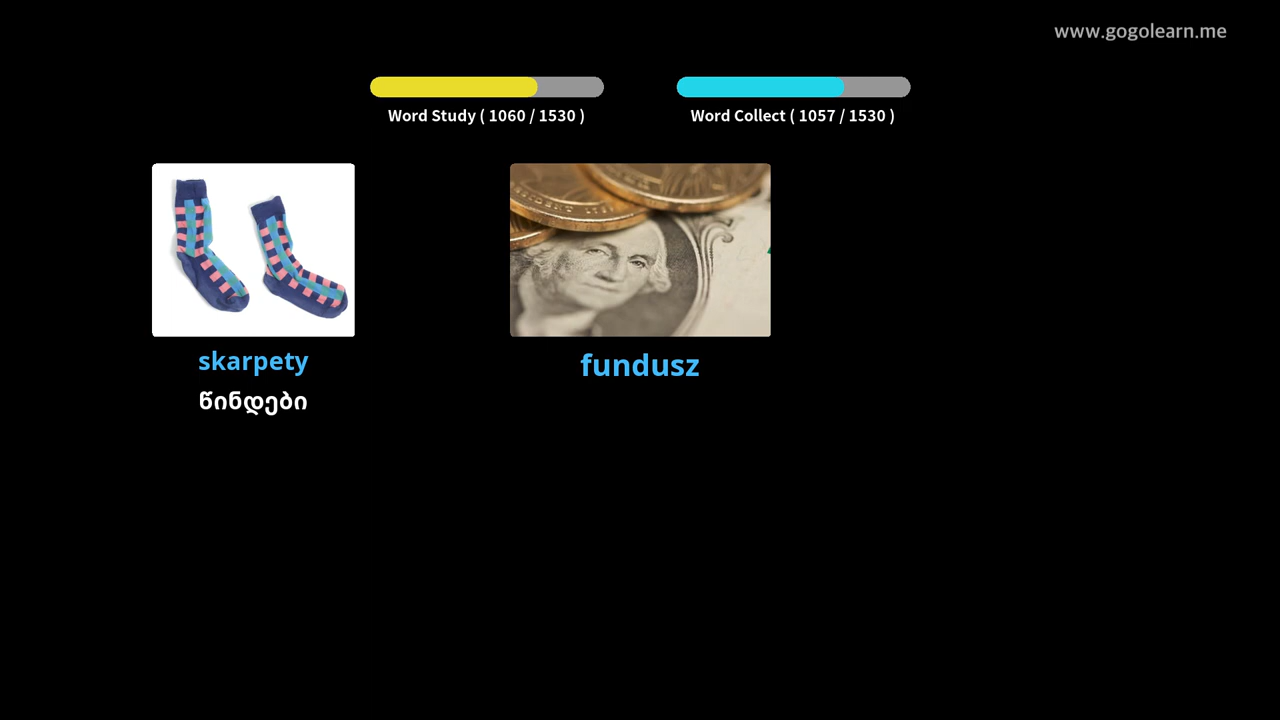 www.gogolearn.me
Word Study ( 1060 / 1530 )
Word Collect ( 1057 / 1530 )
skarpety
წინდები
fundusz